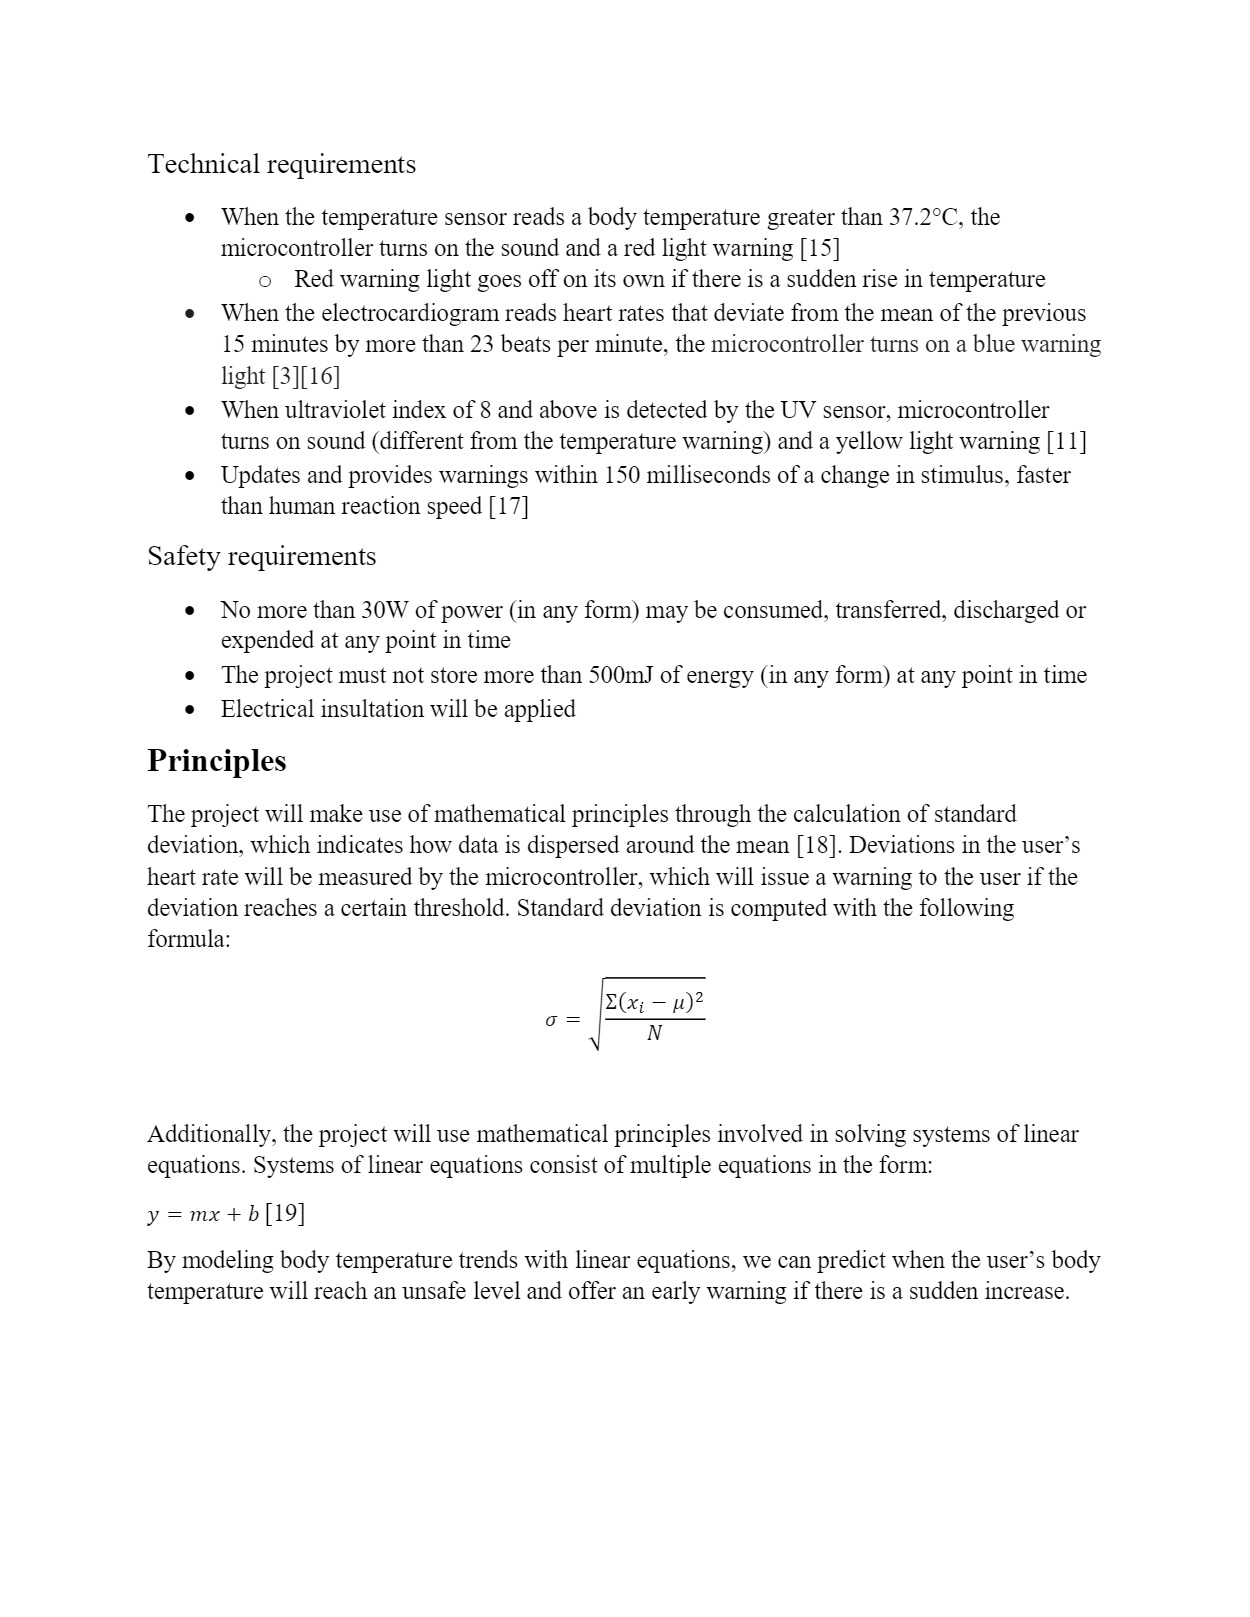 Technical requirements
• When the temperature sensor reads a body temperature greater than 37.2°C, the
microcontroller turns on the sound and a red light warning [15]
o Red warning light goes off on its own if there is a sudden rise in temperature
• When the electrocardiogram reads heart rates that deviate from the mean of the previous
15 minutes by more than 23 beats per minute, the microcontroller turns on a blue warning
light [3][16]
• When ultraviolet index of 8 and above is detected by the UV sensor, microcontroller
turns on sound (different from the temperature warning) and a yellow light warning [11]
• Updates and provides warnings within 150 milliseconds of a change in stimulus, faster
than human reaction speed [17]
Safety requirements
• No more than 30W of power (in any form) may be consumed, transferred, discharged or
expended at any point in time
• The project must not store more than 500mJ of energy (in any form) at any point in time
• Electrical insultation will be applied
Principles
The project will make use of mathematical principles through the calculation of standard
deviation, which indicates how data is dispersed around the mean [18]. Deviations in the user’s
heart rate will be measured by the microcontroller, which will issue a warning to the user if the
deviation reaches a certain threshold. Standard deviation is computed with the following
formula:
σ = √(Σ(xᵢ − μ)² / N)
Additionally, the project will use mathematical principles involved in solving systems of linear
equations. Systems of linear equations consist of multiple equations in the form:
y = mx + b [19]
By modeling body temperature trends with linear equations, we can predict when the user’s body
temperature will reach an unsafe level and offer an early warning if there is a sudden increase.